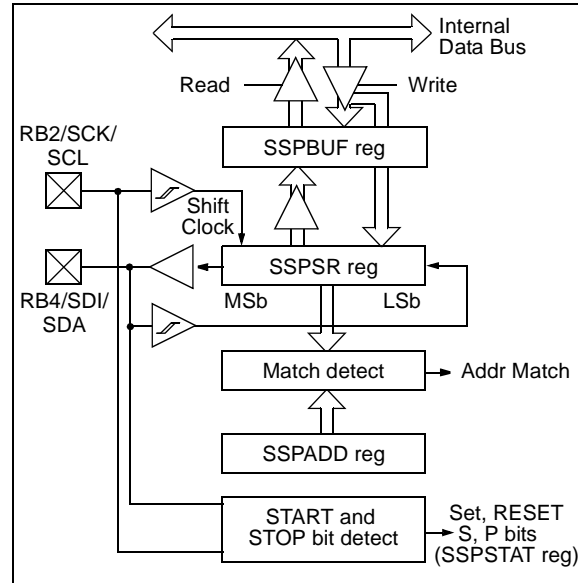 Internal
Data Bus
Read
Write
RB2/SCK/
SCL
SSPBUF reg
Shift
Clock
SSPSR reg
MSb
LSb
RB4/SDI/
SDA
Match detect
Addr Match
SSPADD reg
START and
STOP bit detect
Set, RESET
S, P bits
(SSPSTAT reg)